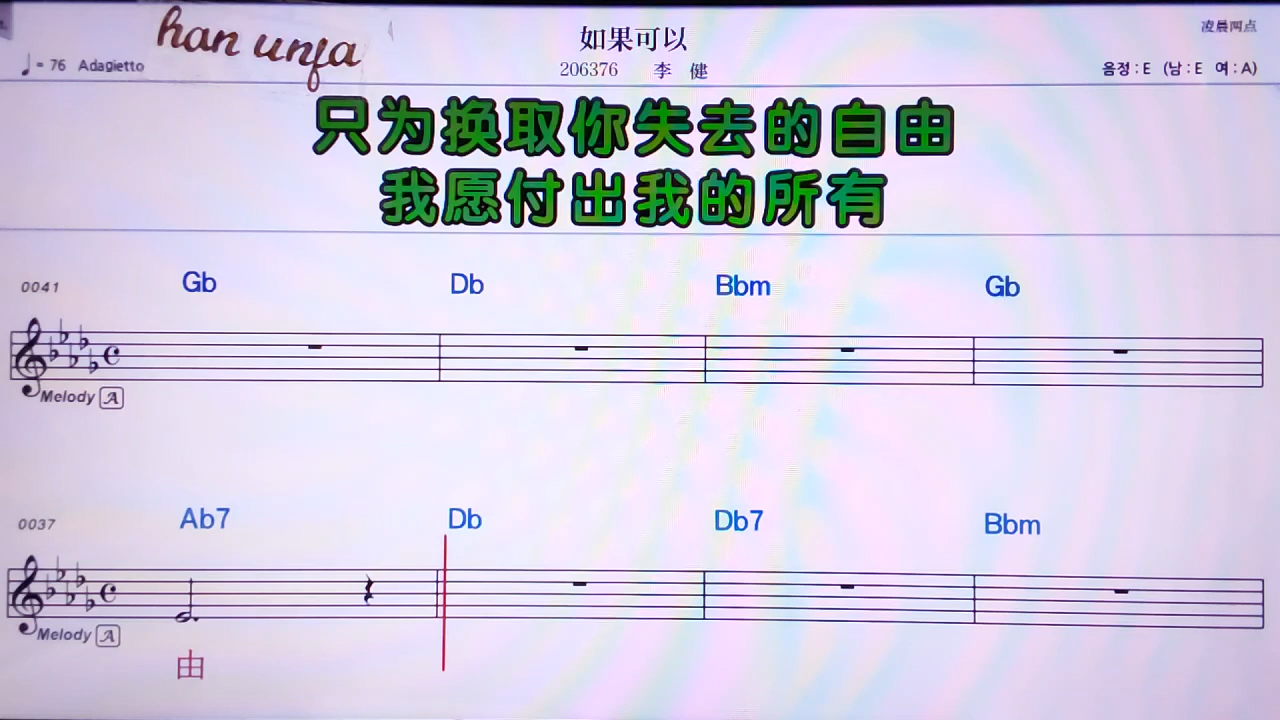 han unfa
如果可以
凌晨两点
♩= 76 Adagietto
206376 李 健
음정 : E (남 : E 여 : A)
只为换取你失去的自由
我愿付出我的所有
0041 Gb Db Bbm Gb
Melody A
0037 Ab7 Db Db7 Bbm
Melody A
由